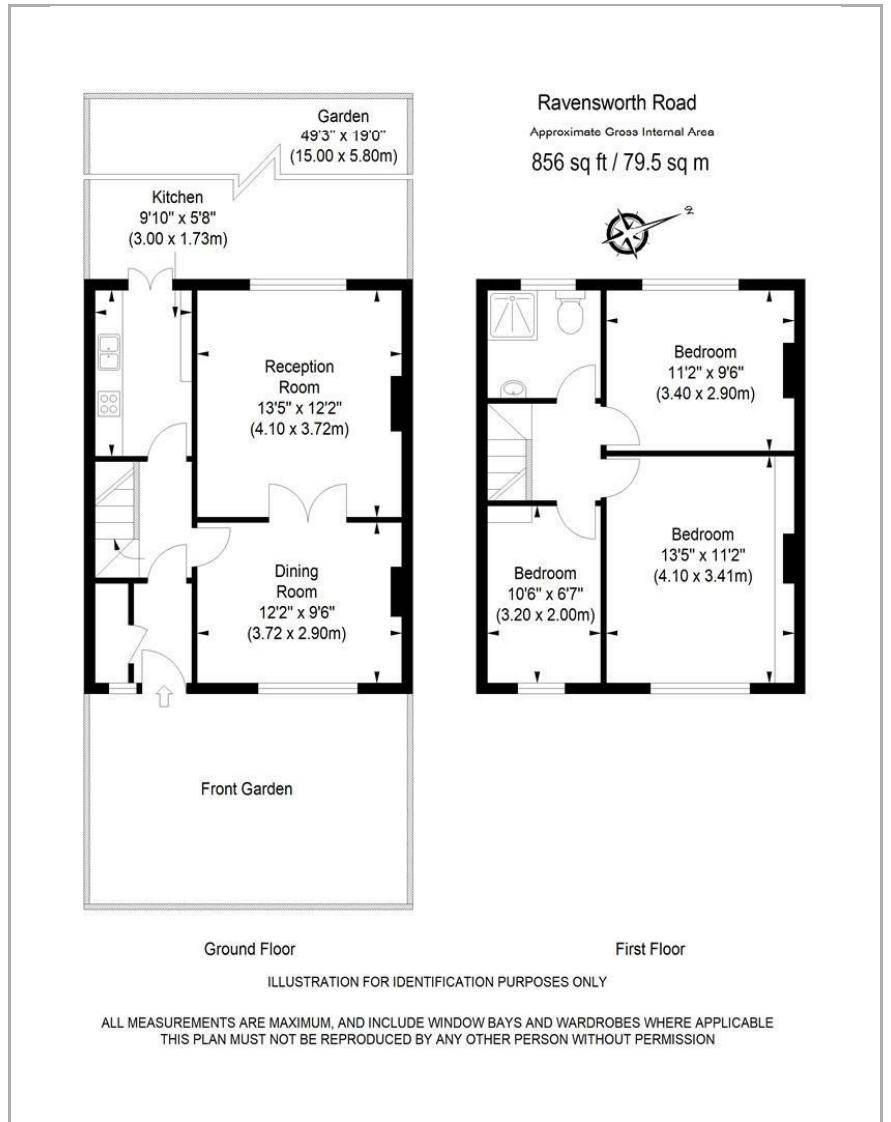 Ravensworth Road
Approximate Gross Internal Area
856 sq ft / 79.5 sq m
N
Garden
49'3" x 19'0"
(15.00 x 5.80m)
Kitchen
9'10" x 5'8"
(3.00 x 1.73m)
Reception
Room
13'5" x 12'2"
(4.10 x 3.72m)
Dining
Room
12'2" x 9'6"
(3.72 x 2.90m)
Front Garden
Bedroom
11'2" x 9'6"
(3.40 x 2.90m)
Bedroom
13'5" x 11'2"
(4.10 x 3.41m)
Bedroom
10'6" x 6'7"
(3.20 x 2.00m)
Ground Floor
First Floor
ILLUSTRATION FOR IDENTIFICATION PURPOSES ONLY
ALL MEASUREMENTS ARE MAXIMUM, AND INCLUDE WINDOW BAYS AND WARDROBES WHERE APPLICABLE
THIS PLAN MUST NOT BE REPRODUCED BY ANY OTHER PERSON WITHOUT PERMISSION